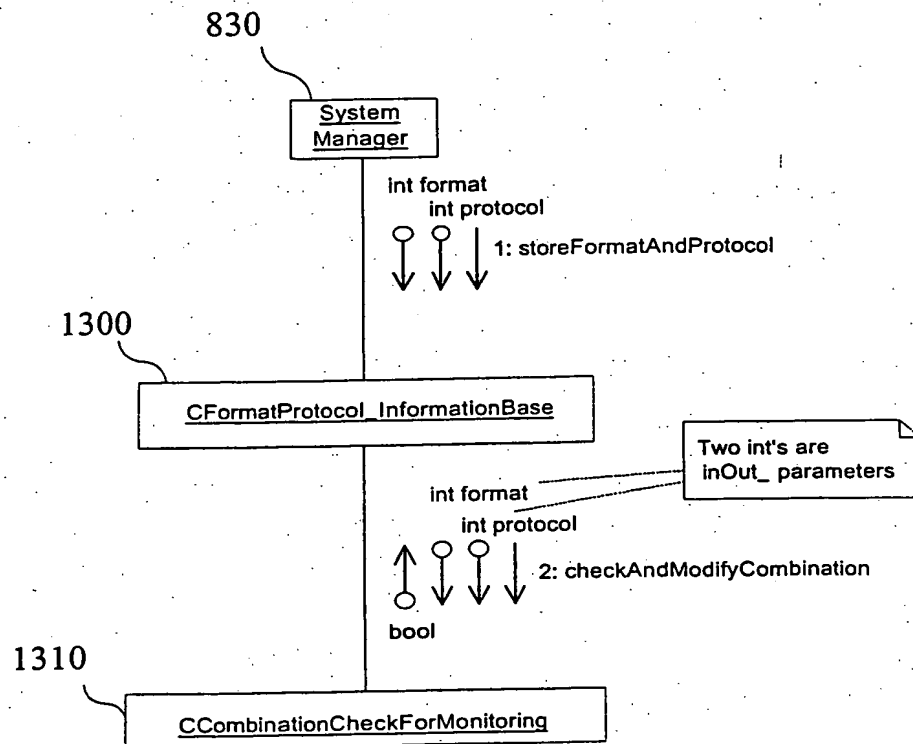 830
System
Manager
int format
int protocol
1: storeFormatAndProtocol
1300
CFormatProtocol_InformationBase
Two int's are
inOut_ parameters
int format
int protocol
2: checkAndModifyCombination
bool
1310
CCombinationCheckForMonitoring